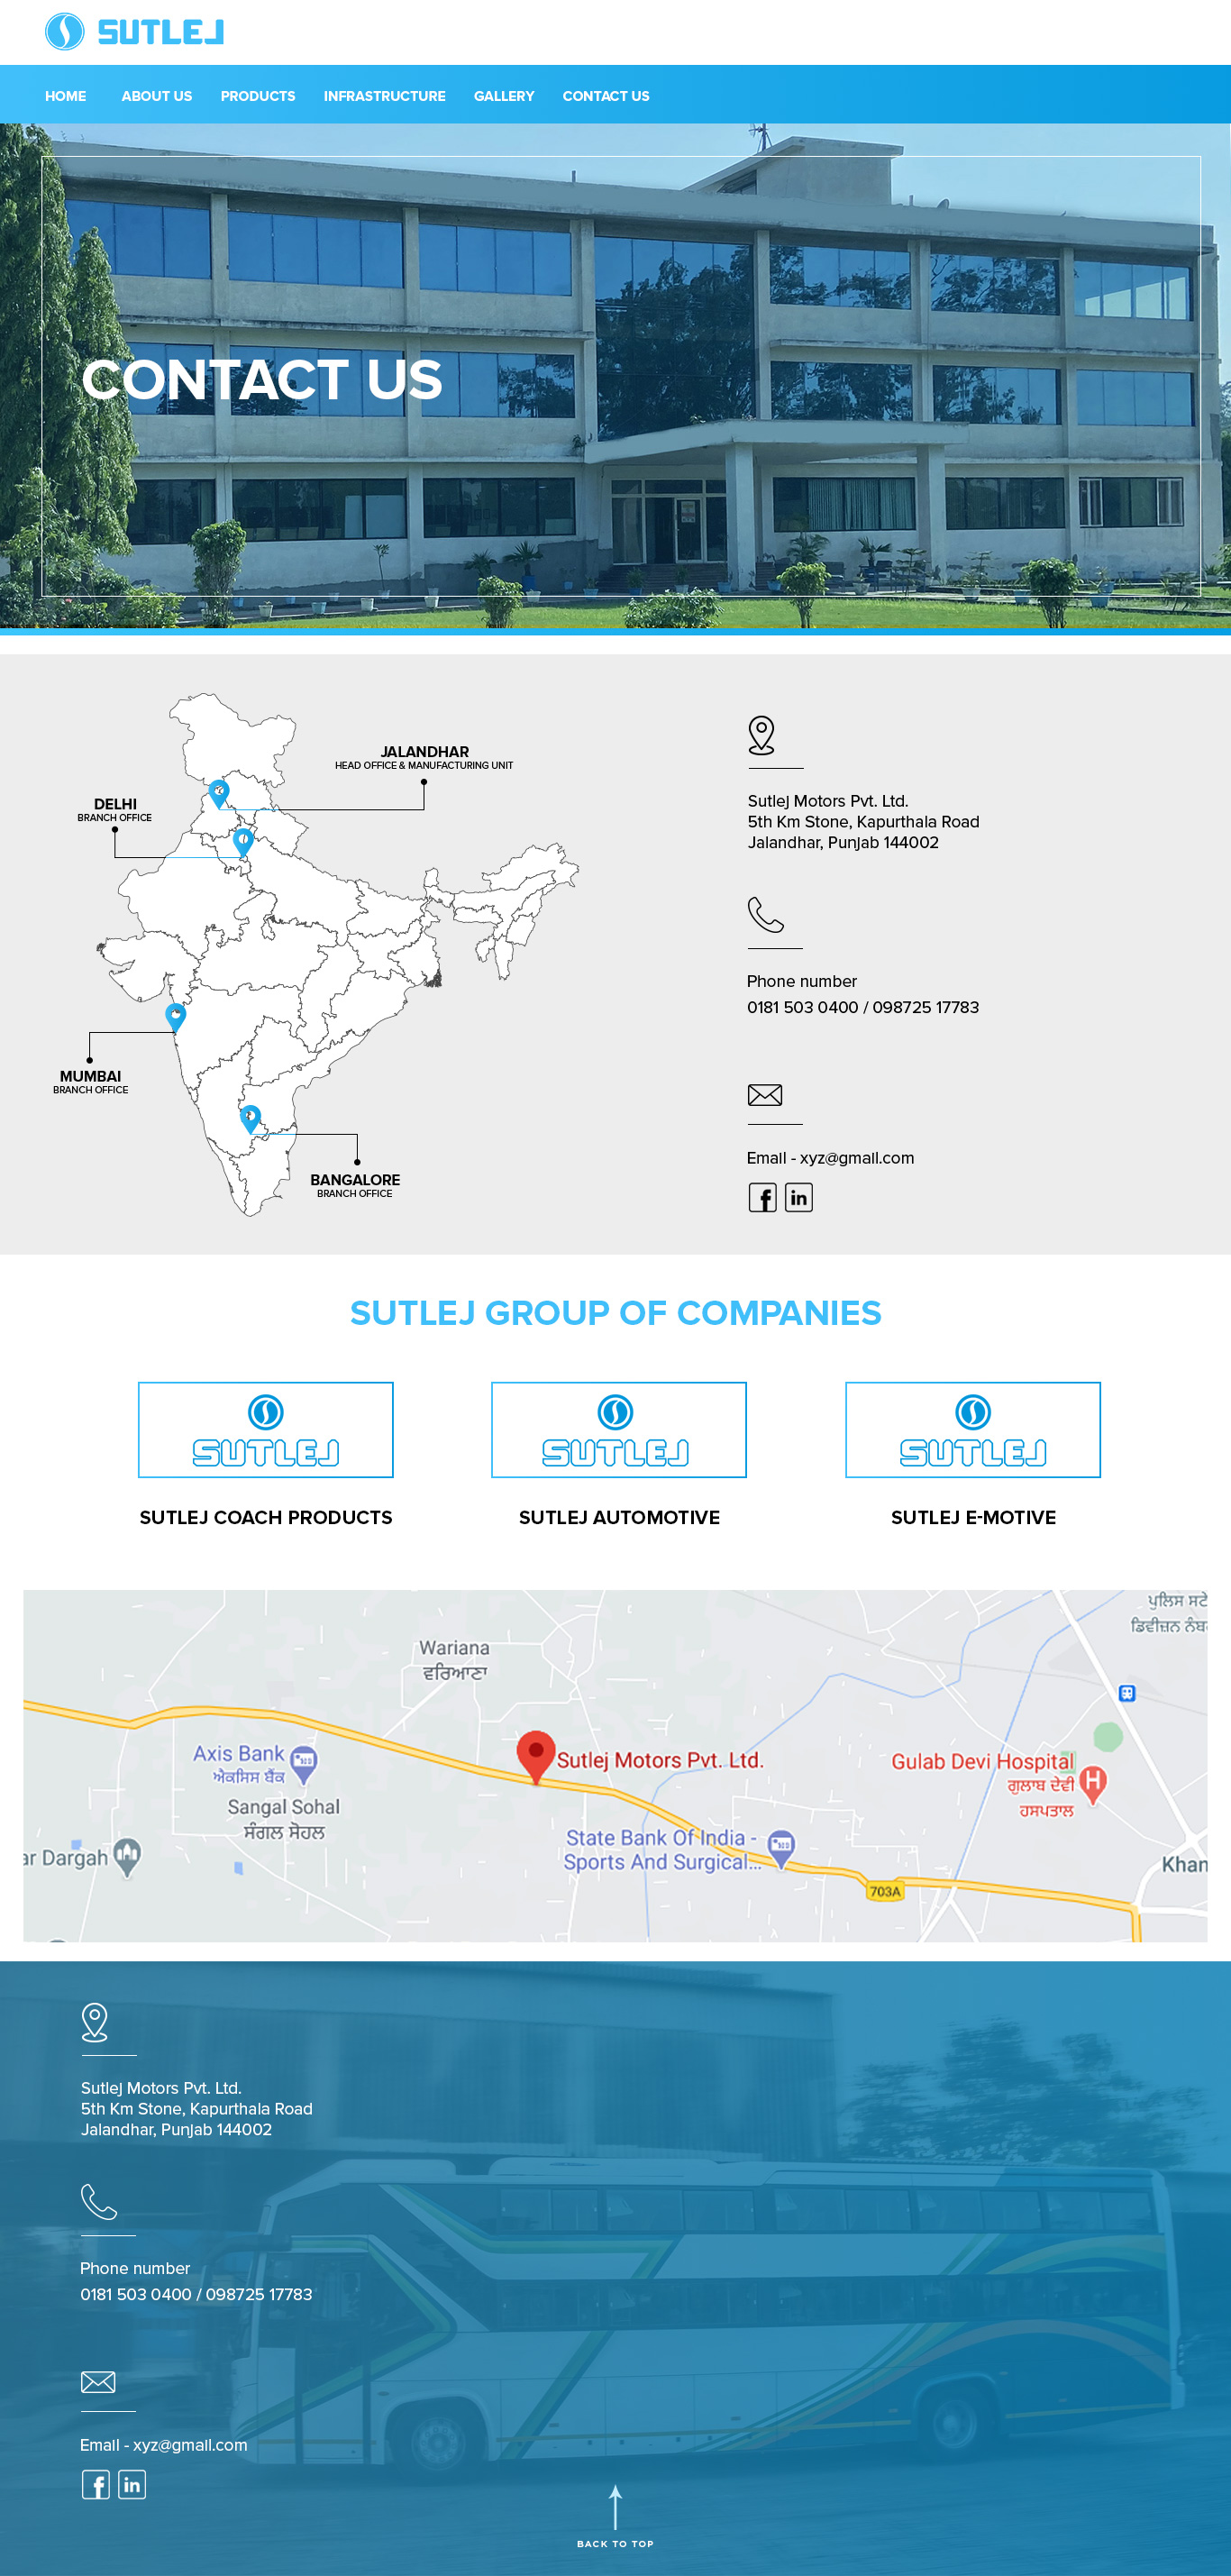 SUTLEJ
HOME ABOUT US PRODUCTS INFRASTRUCTURE GALLERY CONTACT US
CONTACT US
JALANDHAR
HEAD OFFICE & MANUFACTURING UNIT
DELHI
BRANCH OFFICE
MUMBAI
BRANCH OFFICE
BANGALORE
BRANCH OFFICE
Sutlej Motors Pvt. Ltd.
5th Km Stone, Kapurthala Road
Jalandhar, Punjab 144002
Phone number
0181 503 0400 / 098725 17783
Email - xyz@gmail.com
f in
SUTLEJ GROUP OF COMPANIES
SUTLEJ
SUTLEJ COACH PRODUCTS
SUTLEJ
SUTLEJ AUTOMOTIVE
SUTLEJ
SUTLEJ E-MOTIVE
ਪੁਲਿਸ ਸਟੇ
ਡਿਵੀਜ਼ਨ ਨੰਬ
Wariana
ਵਰਿਆਣਾ
Axis Bank
ਐਕਸਿਸ ਬੈਂਕ
Sutlej Motors Pvt. Ltd.
Gulab Devi Hospital
ਗੁਲਾਬ ਦੇਵੀ
ਹਸਪਤਾਲ
H
Sangal Sohal
ਸੰਗਲ ਸੋਹਲ
State Bank Of India -
Sports And Surgical...
ar Dargah
Kham
703A
Sutlej Motors Pvt. Ltd.
5th Km Stone, Kapurthala Road
Jalandhar, Punjab 144002
Phone number
0181 503 0400 / 098725 17783
Email - xyz@gmail.com
f in
BACK TO TOP